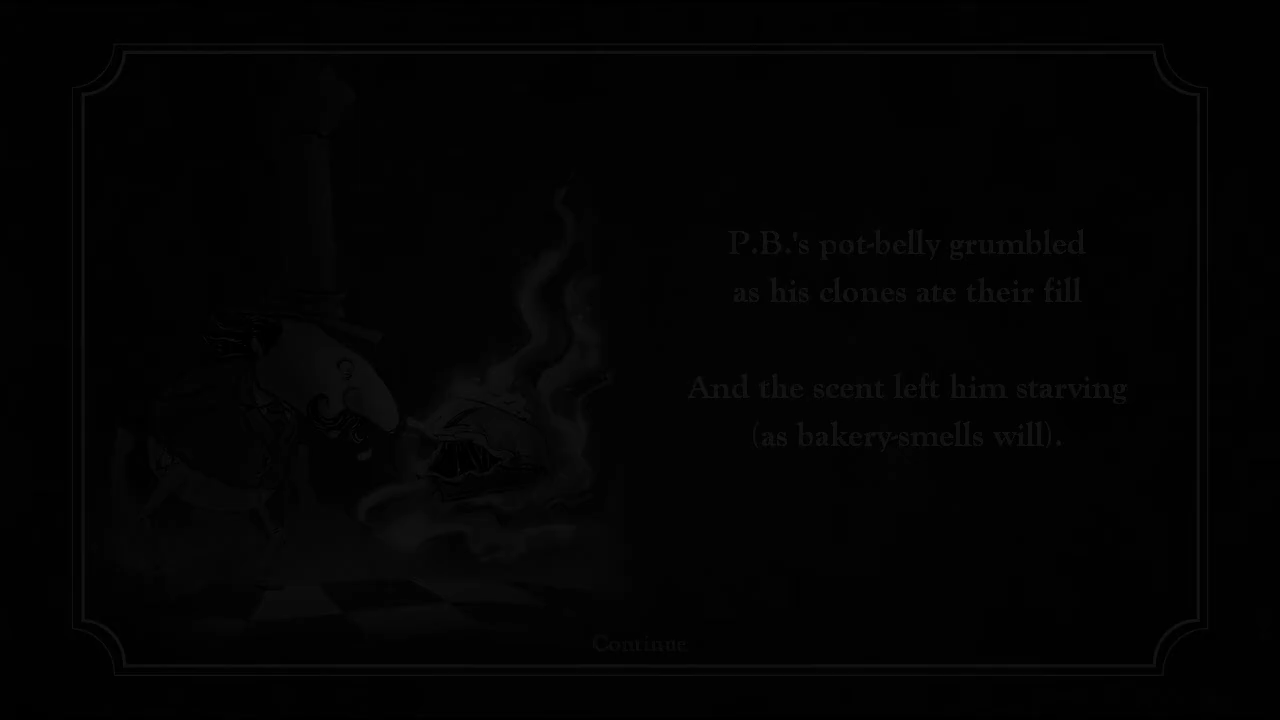 P.B.'s pot-belly grumbled
as his clones ate their fill
And the scent left him starving
(as bakery-smells will).
Continue